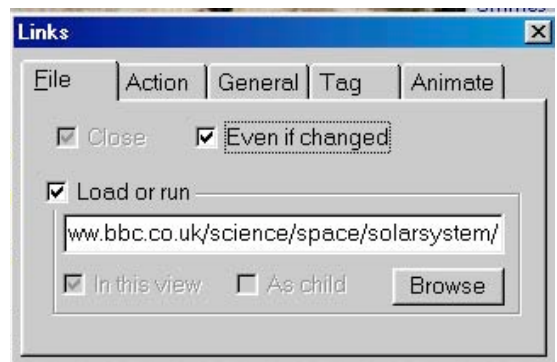 Links
File Action General Tag Animate
Close Even if changed
Load or run
ww.bbc.co.uk/science/space/solarsystem/
In this view As child Browse